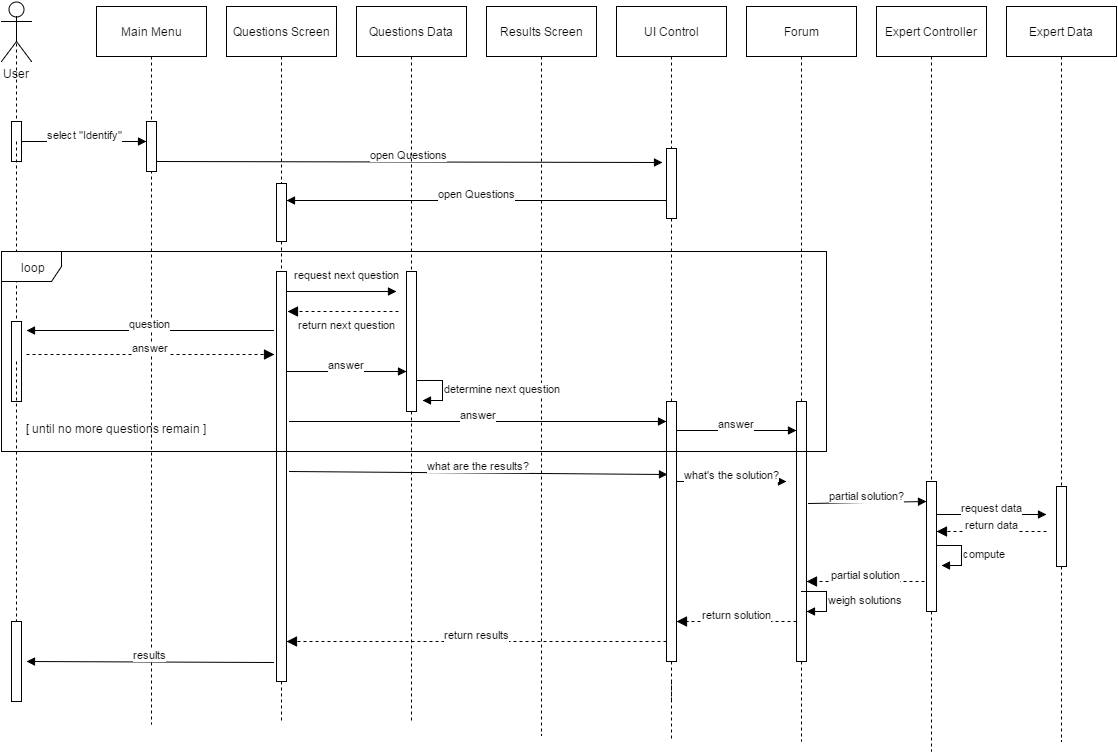 Main Menu
Questions Screen
Questions Data
Results Screen
UI Control
Forum
Expert Controller
Expert Data
User
select "Identify"
open Questions
open Questions
loop
request next question
return next question
question
answer
answer
determine next question
answer
answer
[ until no more questions remain ]
what are the results?
what's the solution?
partial solution?
request data
return data
compute
partial solution
weigh solutions
return solution
return results
results